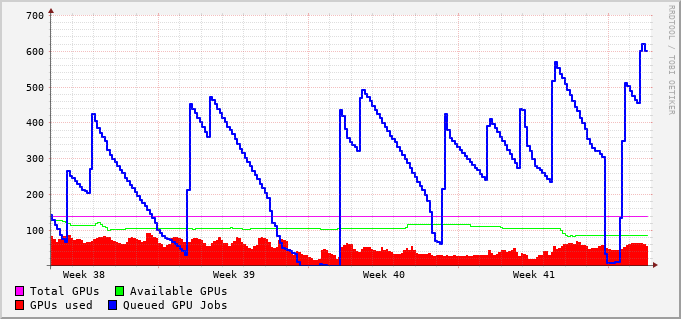 700
600
500
400
300
200
100
Week 38 Week 39 Week 40 Week 41
Total GPUs Available GPUs
GPUs used Queued GPU Jobs
RRDTOOL / TOBI OETIKER